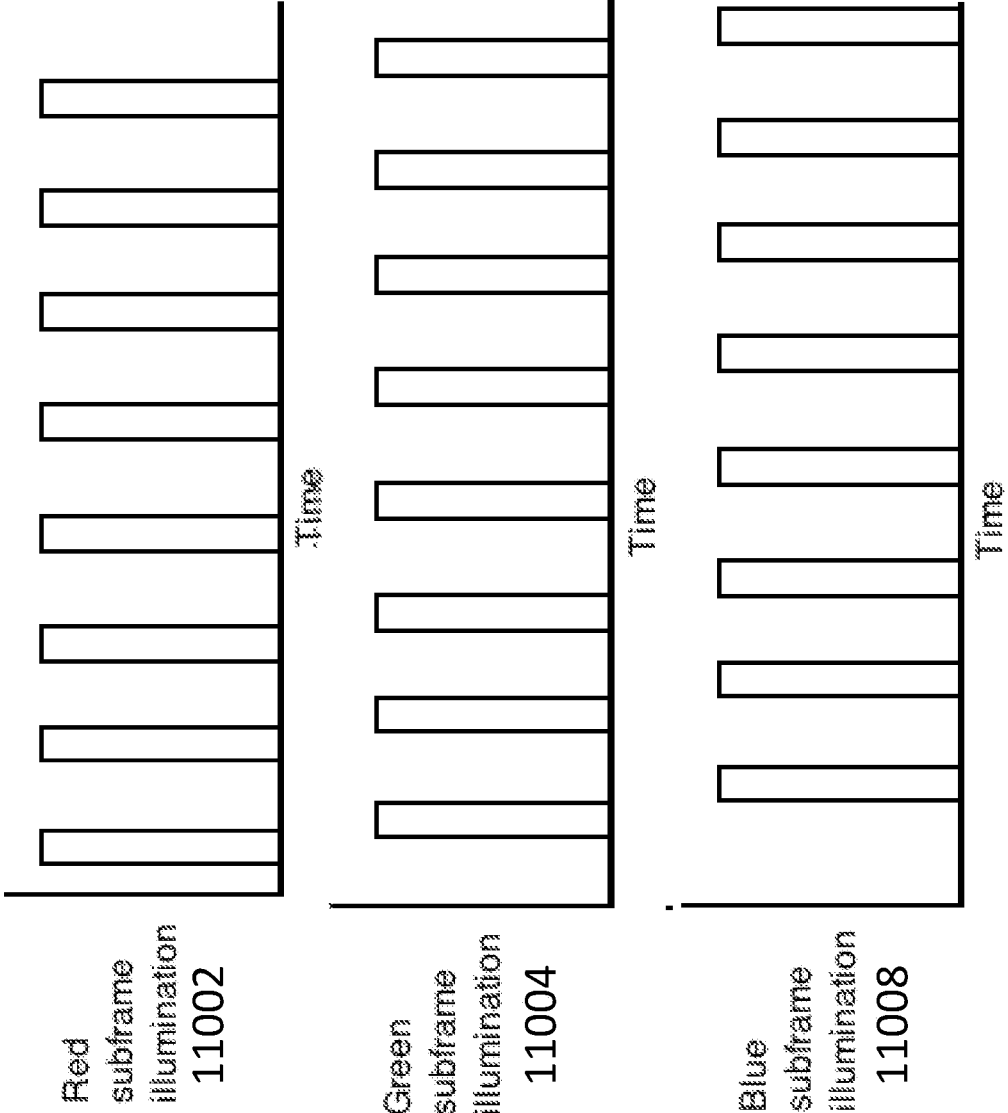 Red
subframe
illumination
11002
Time
Green
subframe
illumination
11004
Time
Blue
subframe
illumination
11008
Time